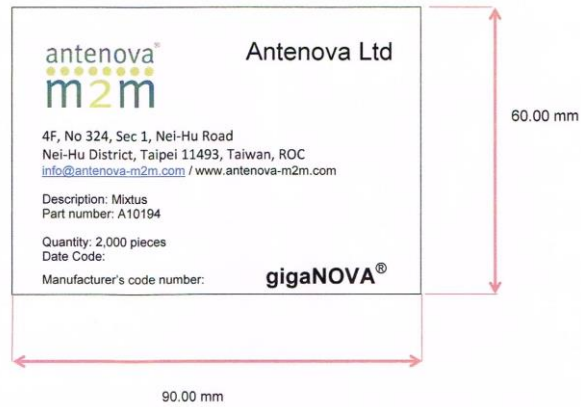 antenova®
m2m
Antenova Ltd
4F, No 324, Sec 1, Nei-Hu Road
Nei-Hu District, Taipei 11493, Taiwan, ROC
info@antenova-m2m.com / www.antenova-m2m.com
Description: Mixtus
Part number: A10194
Quantity: 2,000 pieces
Date Code:
Manufacturer's code number:
gigaNOVA®
60.00 mm
90.00 mm